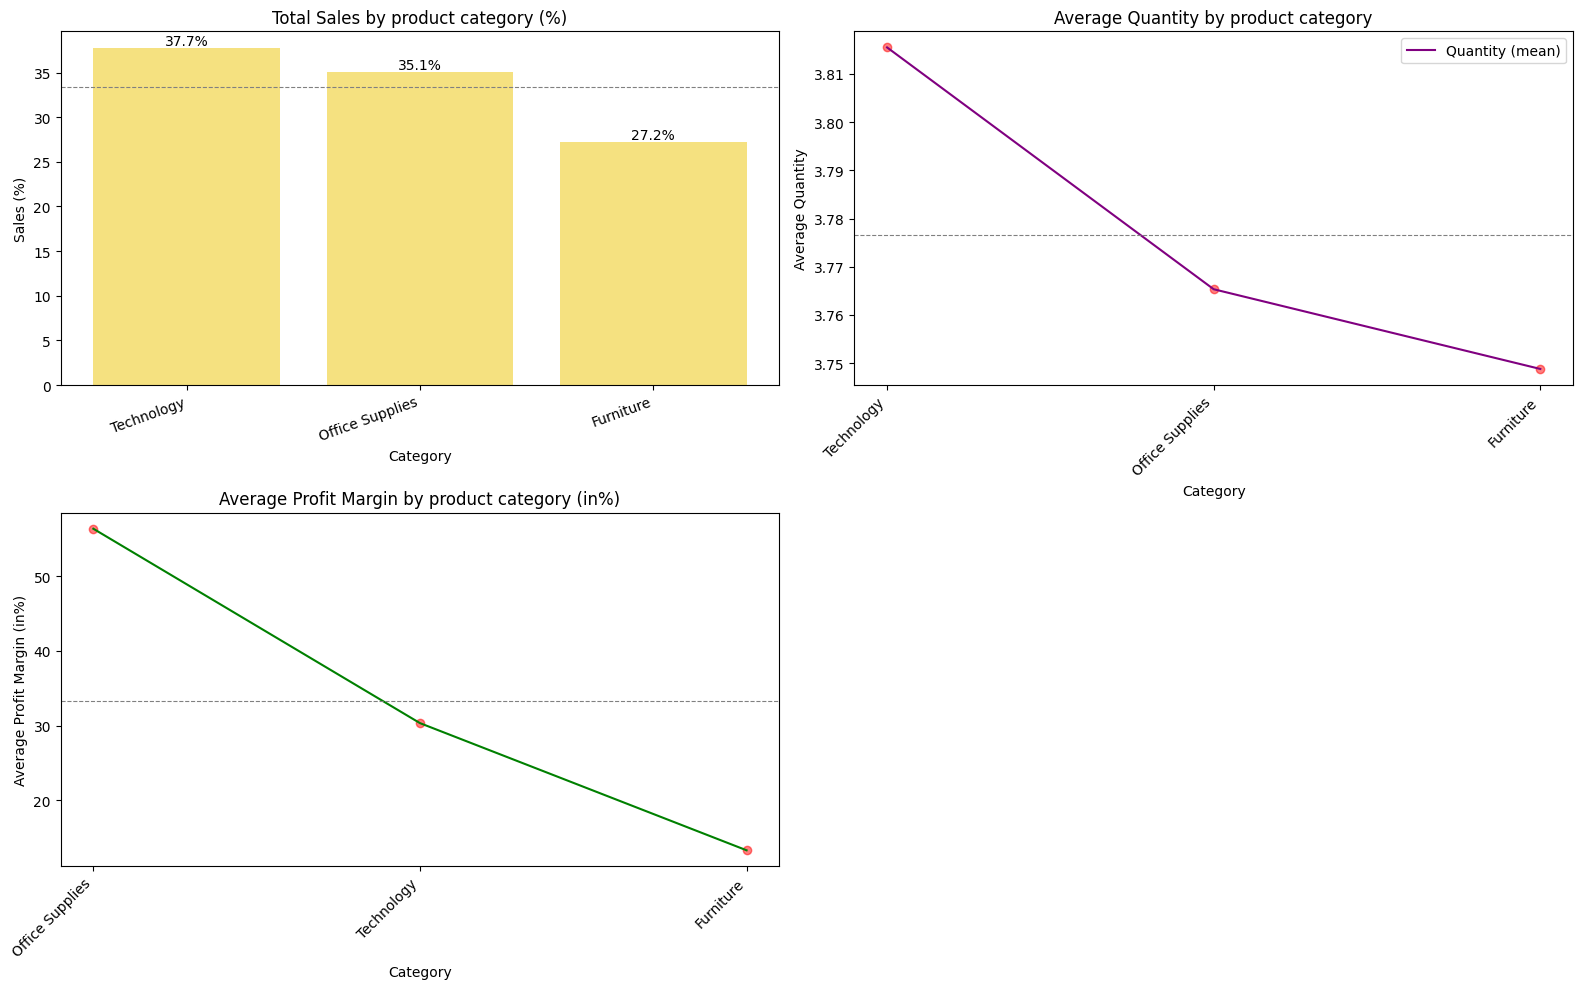 Total Sales by product category (%)
37.7%
35.1%
27.2%
35
30
25
20
15
10
5
0
Sales (%)
Technology
Office Supplies
Furniture
Category
Average Quantity by product category
Quantity (mean)
3.81
3.80
3.79
3.78
3.77
3.76
3.75
Average Quantity
Technology
Office Supplies
Furniture
Category
Average Profit Margin by product category (in%)
50
40
30
20
Average Profit Margin (in%)
Office Supplies
Technology
Furniture
Category